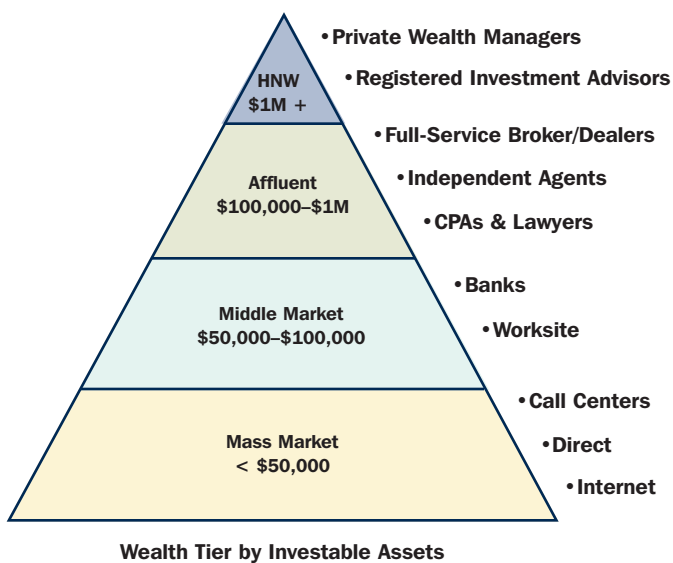 • Private Wealth Managers
HNW
$1M +
• Registered Investment Advisors
• Full-Service Broker/Dealers
Affluent
$100,000–$1M
• Independent Agents
• CPAs & Lawyers
• Banks
Middle Market
$50,000–$100,000
• Worksite
• Call Centers
Mass Market
< $50,000
• Direct
• Internet
Wealth Tier by Investable Assets